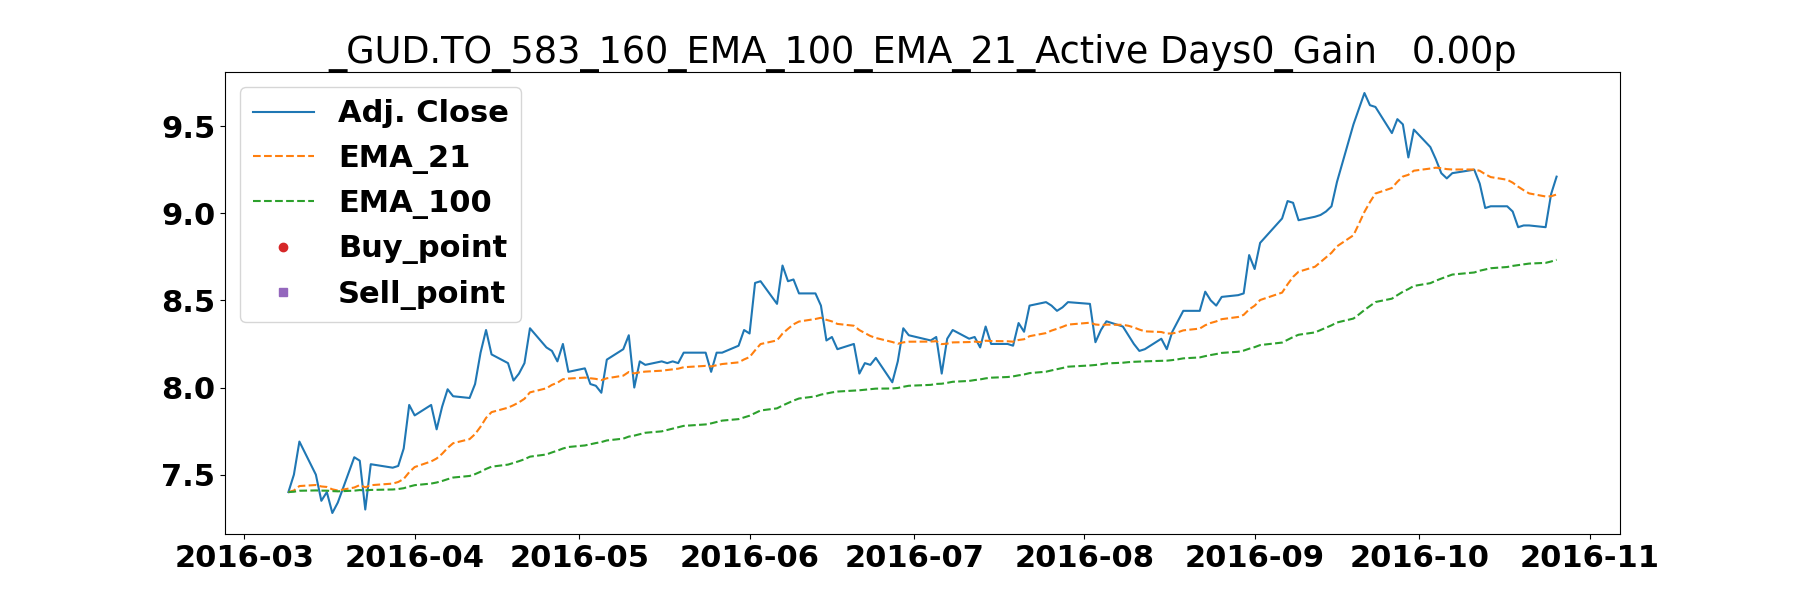 _GUD.TO_583_160_EMA_100_EMA_21_Active Days0_Gain   0.00p
Adj. Close
EMA_21
EMA_100
Buy_point
Sell_point
9.5
9.0
8.5
8.0
7.5
2016-03 2016-04 2016-05 2016-06 2016-07 2016-08 2016-09 2016-10 2016-11